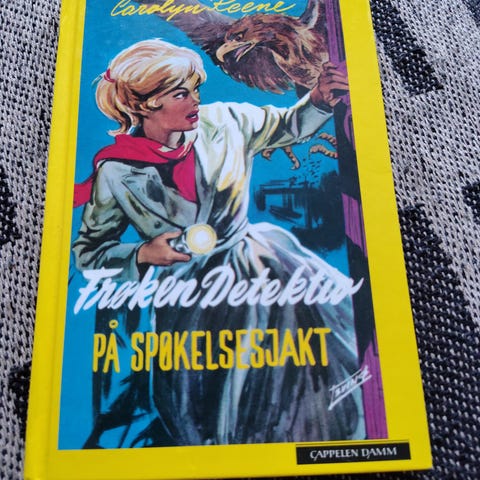 Carolyn Keene
Frøken Detektiv
PÅ SPØKELSESJAKT
CAPPELEN DAMM